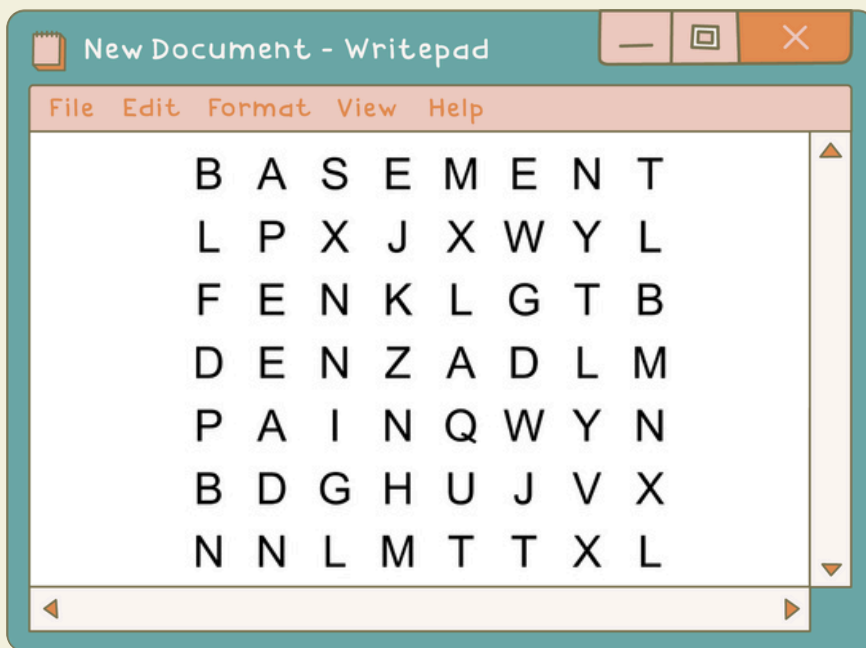 New Document - Writepad
File Edit Format View Help
B A S E M E N T
L P X J X W Y L
F E N K L G T B
D E N Z A D L M
P A I N Q W Y N
B D G H U J V X
N N L M T T X L